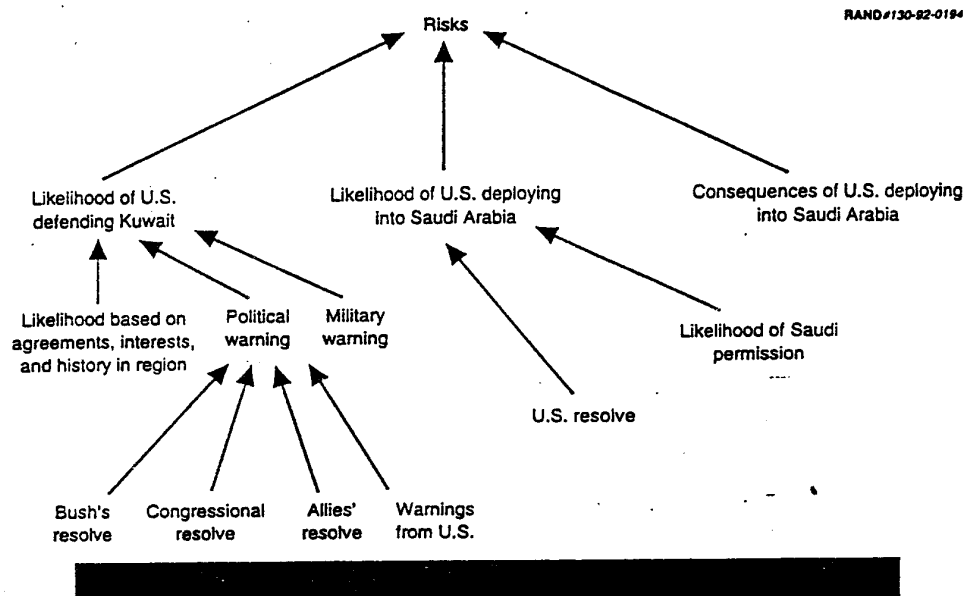 RAND#130-92-0194
Risks
Likelihood of U.S.
defending Kuwait
Likelihood of U.S. deploying
into Saudi Arabia
Consequences of U.S. deploying
into Saudi Arabia
Likelihood based on
agreements, interests,
and history in region
Political
warning
Military
warning
Likelihood of Saudi
permission
U.S. resolve
Bush's
resolve
Congressional
resolve
Allies'
resolve
Warnings
from U.S.